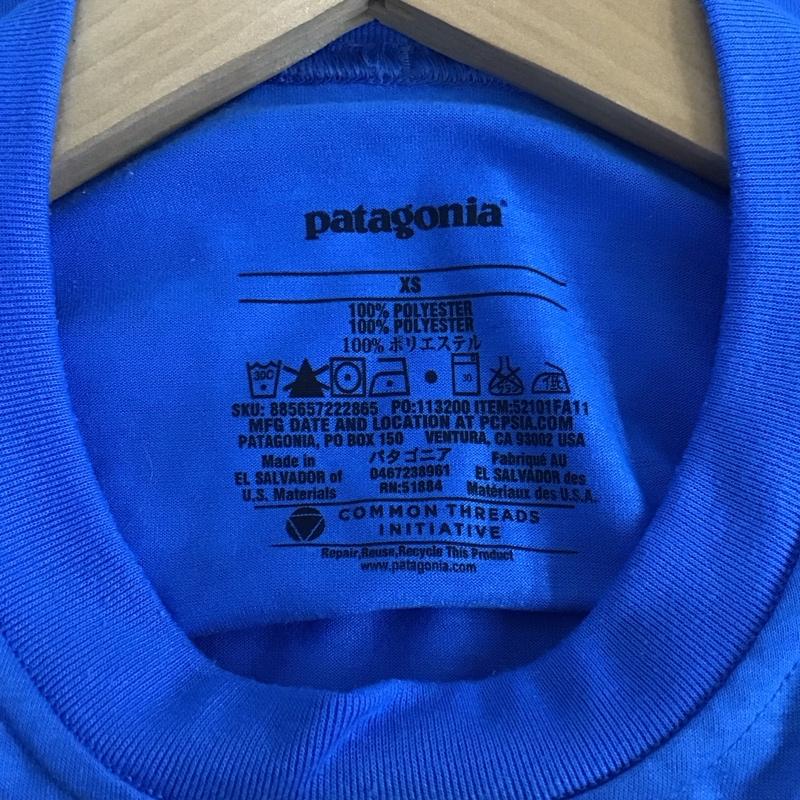 patagonia
XS
100% POLYESTER
100% POLYESTER
100% ポリエステル
30C
30
低
SKU: 885657222865 PO:113200 ITEM:52101FA11
MFG DATE AND LOCATION AT PCPSIA.COM
PATAGONIA, PO BOX 150 VENTURA, CA 93002 USA
Made in EL SALVADOR of U.S. Materials
パタゴニア
0467238961
RN:51884
Fabriqué AU EL SALVADOR des Matériaux des U.S.A.
COMMON THREADS
INITIATIVE
Repair,Reuse,Recycle This Product
www.patagonia.com